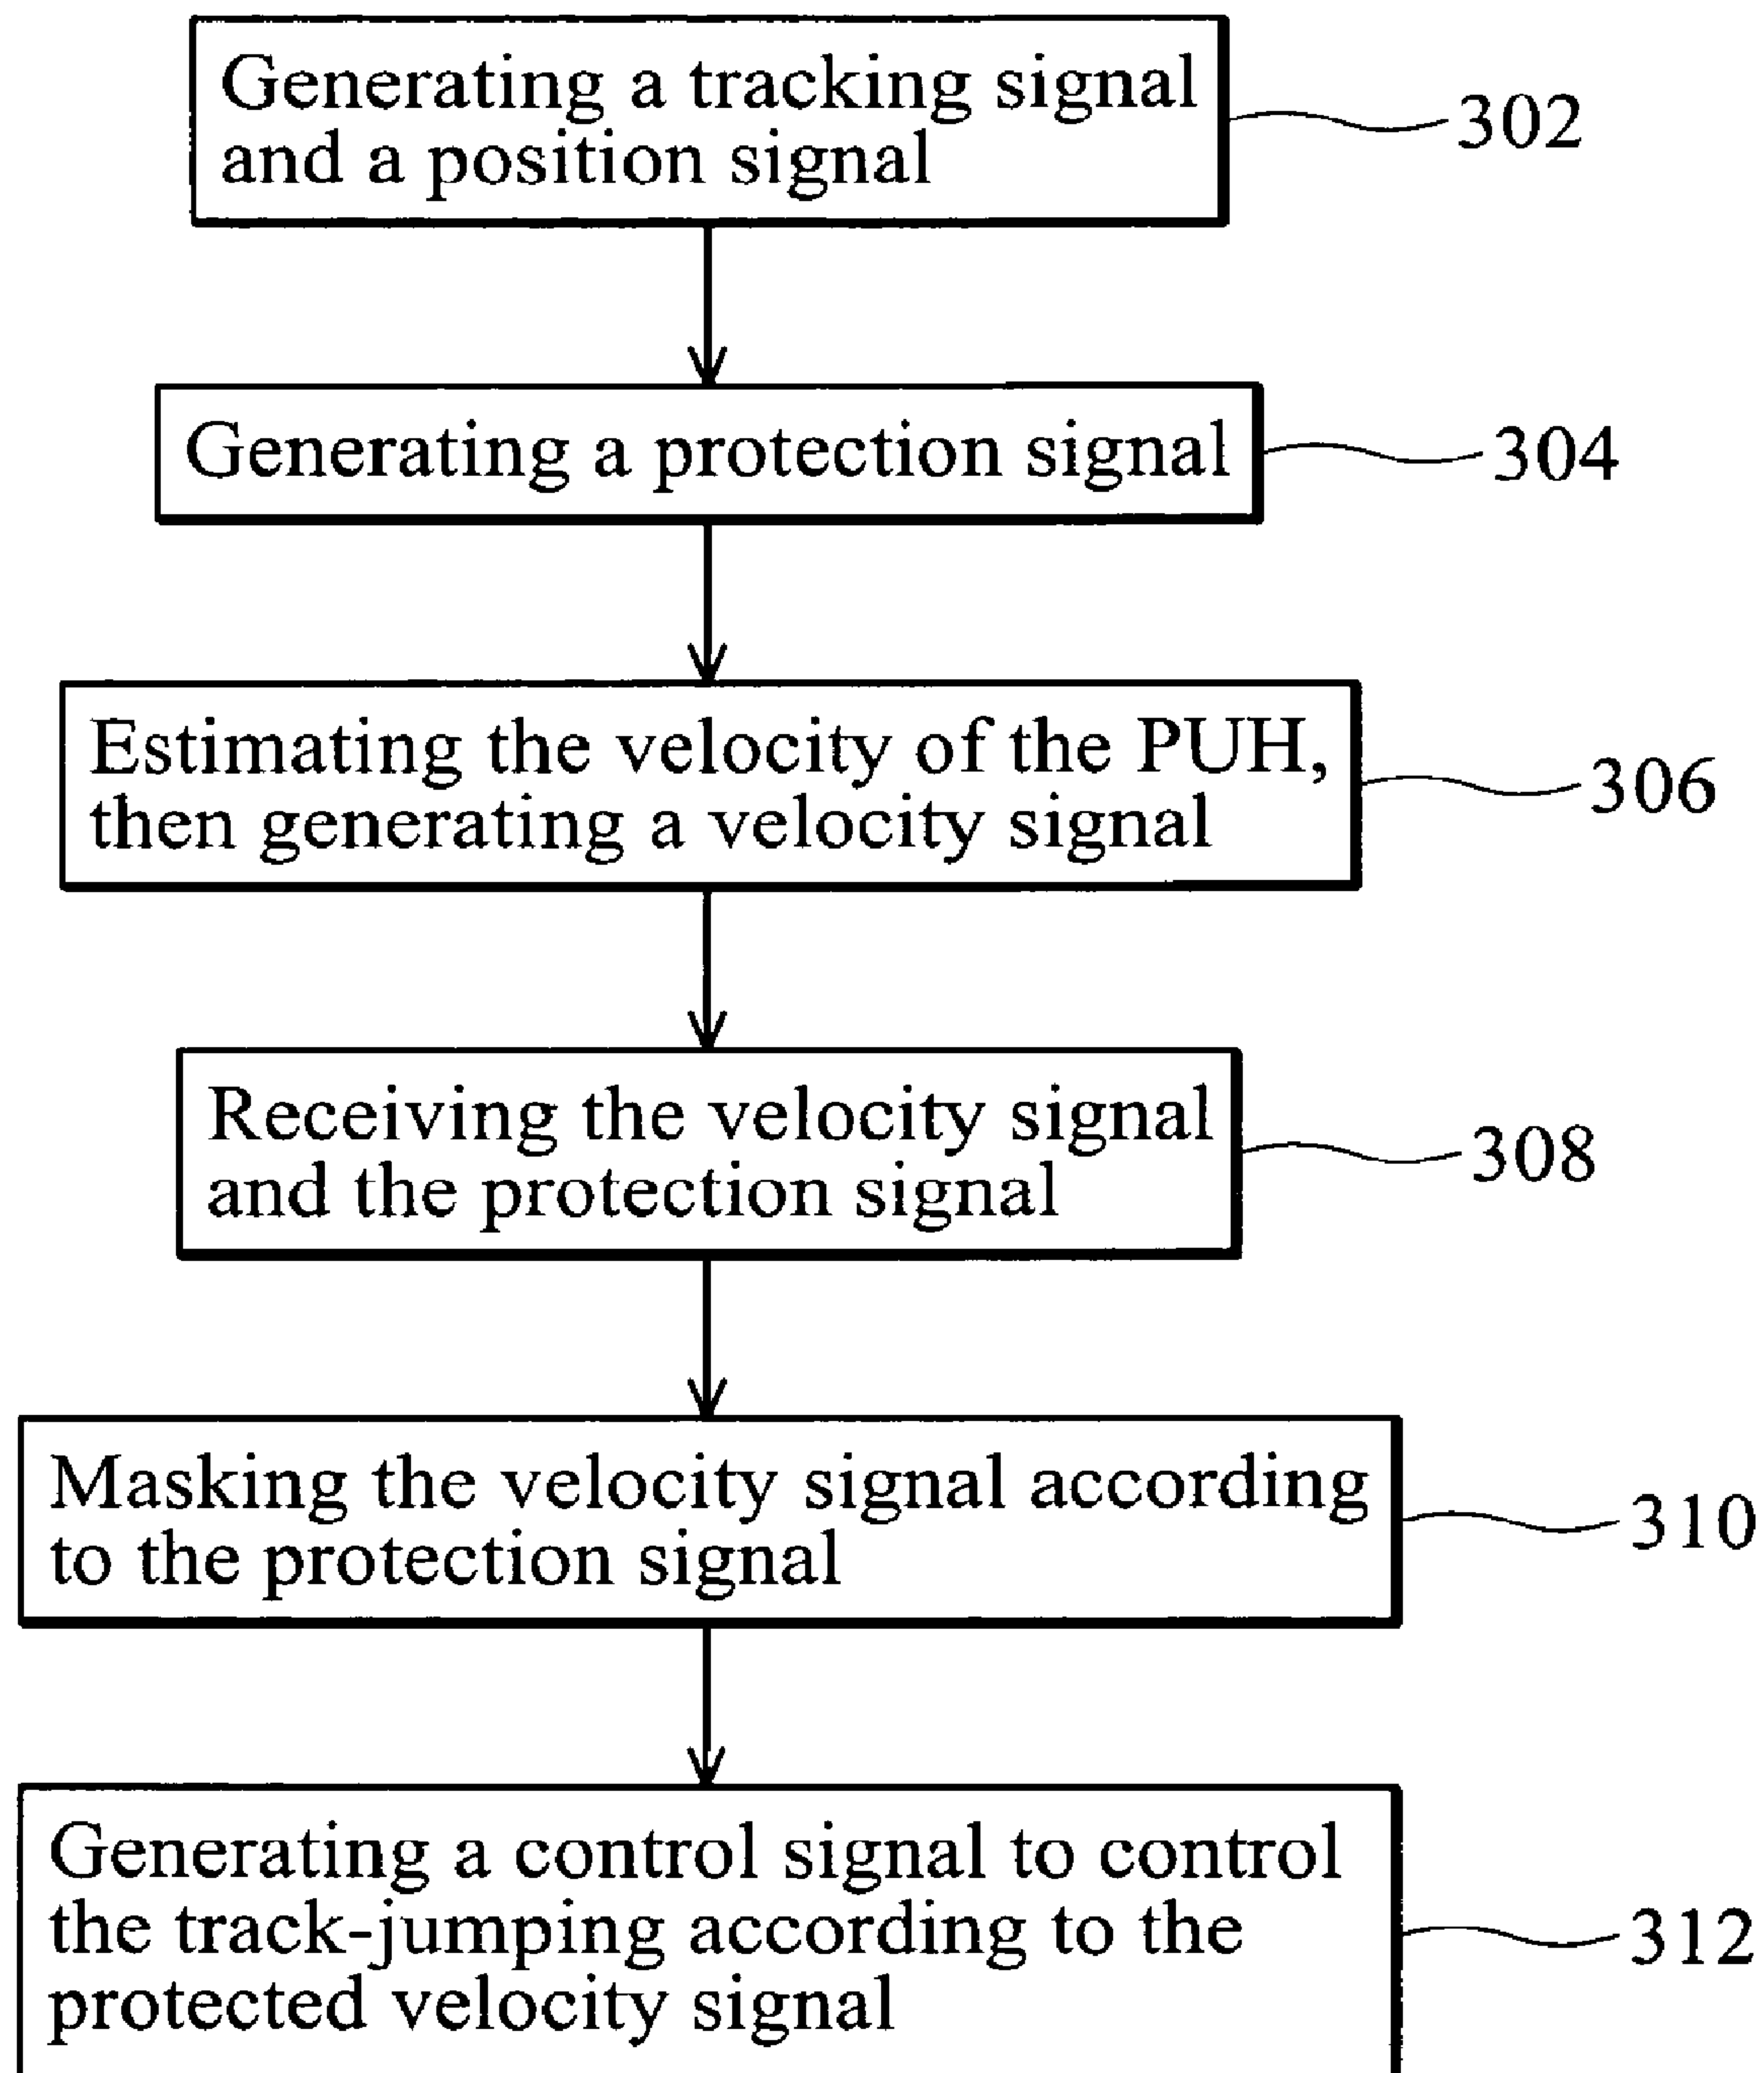 Generating a tracking signal
and a position signal
302
Generating a protection signal
304
Estimating the velocity of the PUH,
then generating a velocity signal
306
Receiving the velocity signal
and the protection signal
308
Masking the velocity signal according
to the protection signal
310
Generating a control signal to control
the track-jumping according to the
protected velocity signal
312